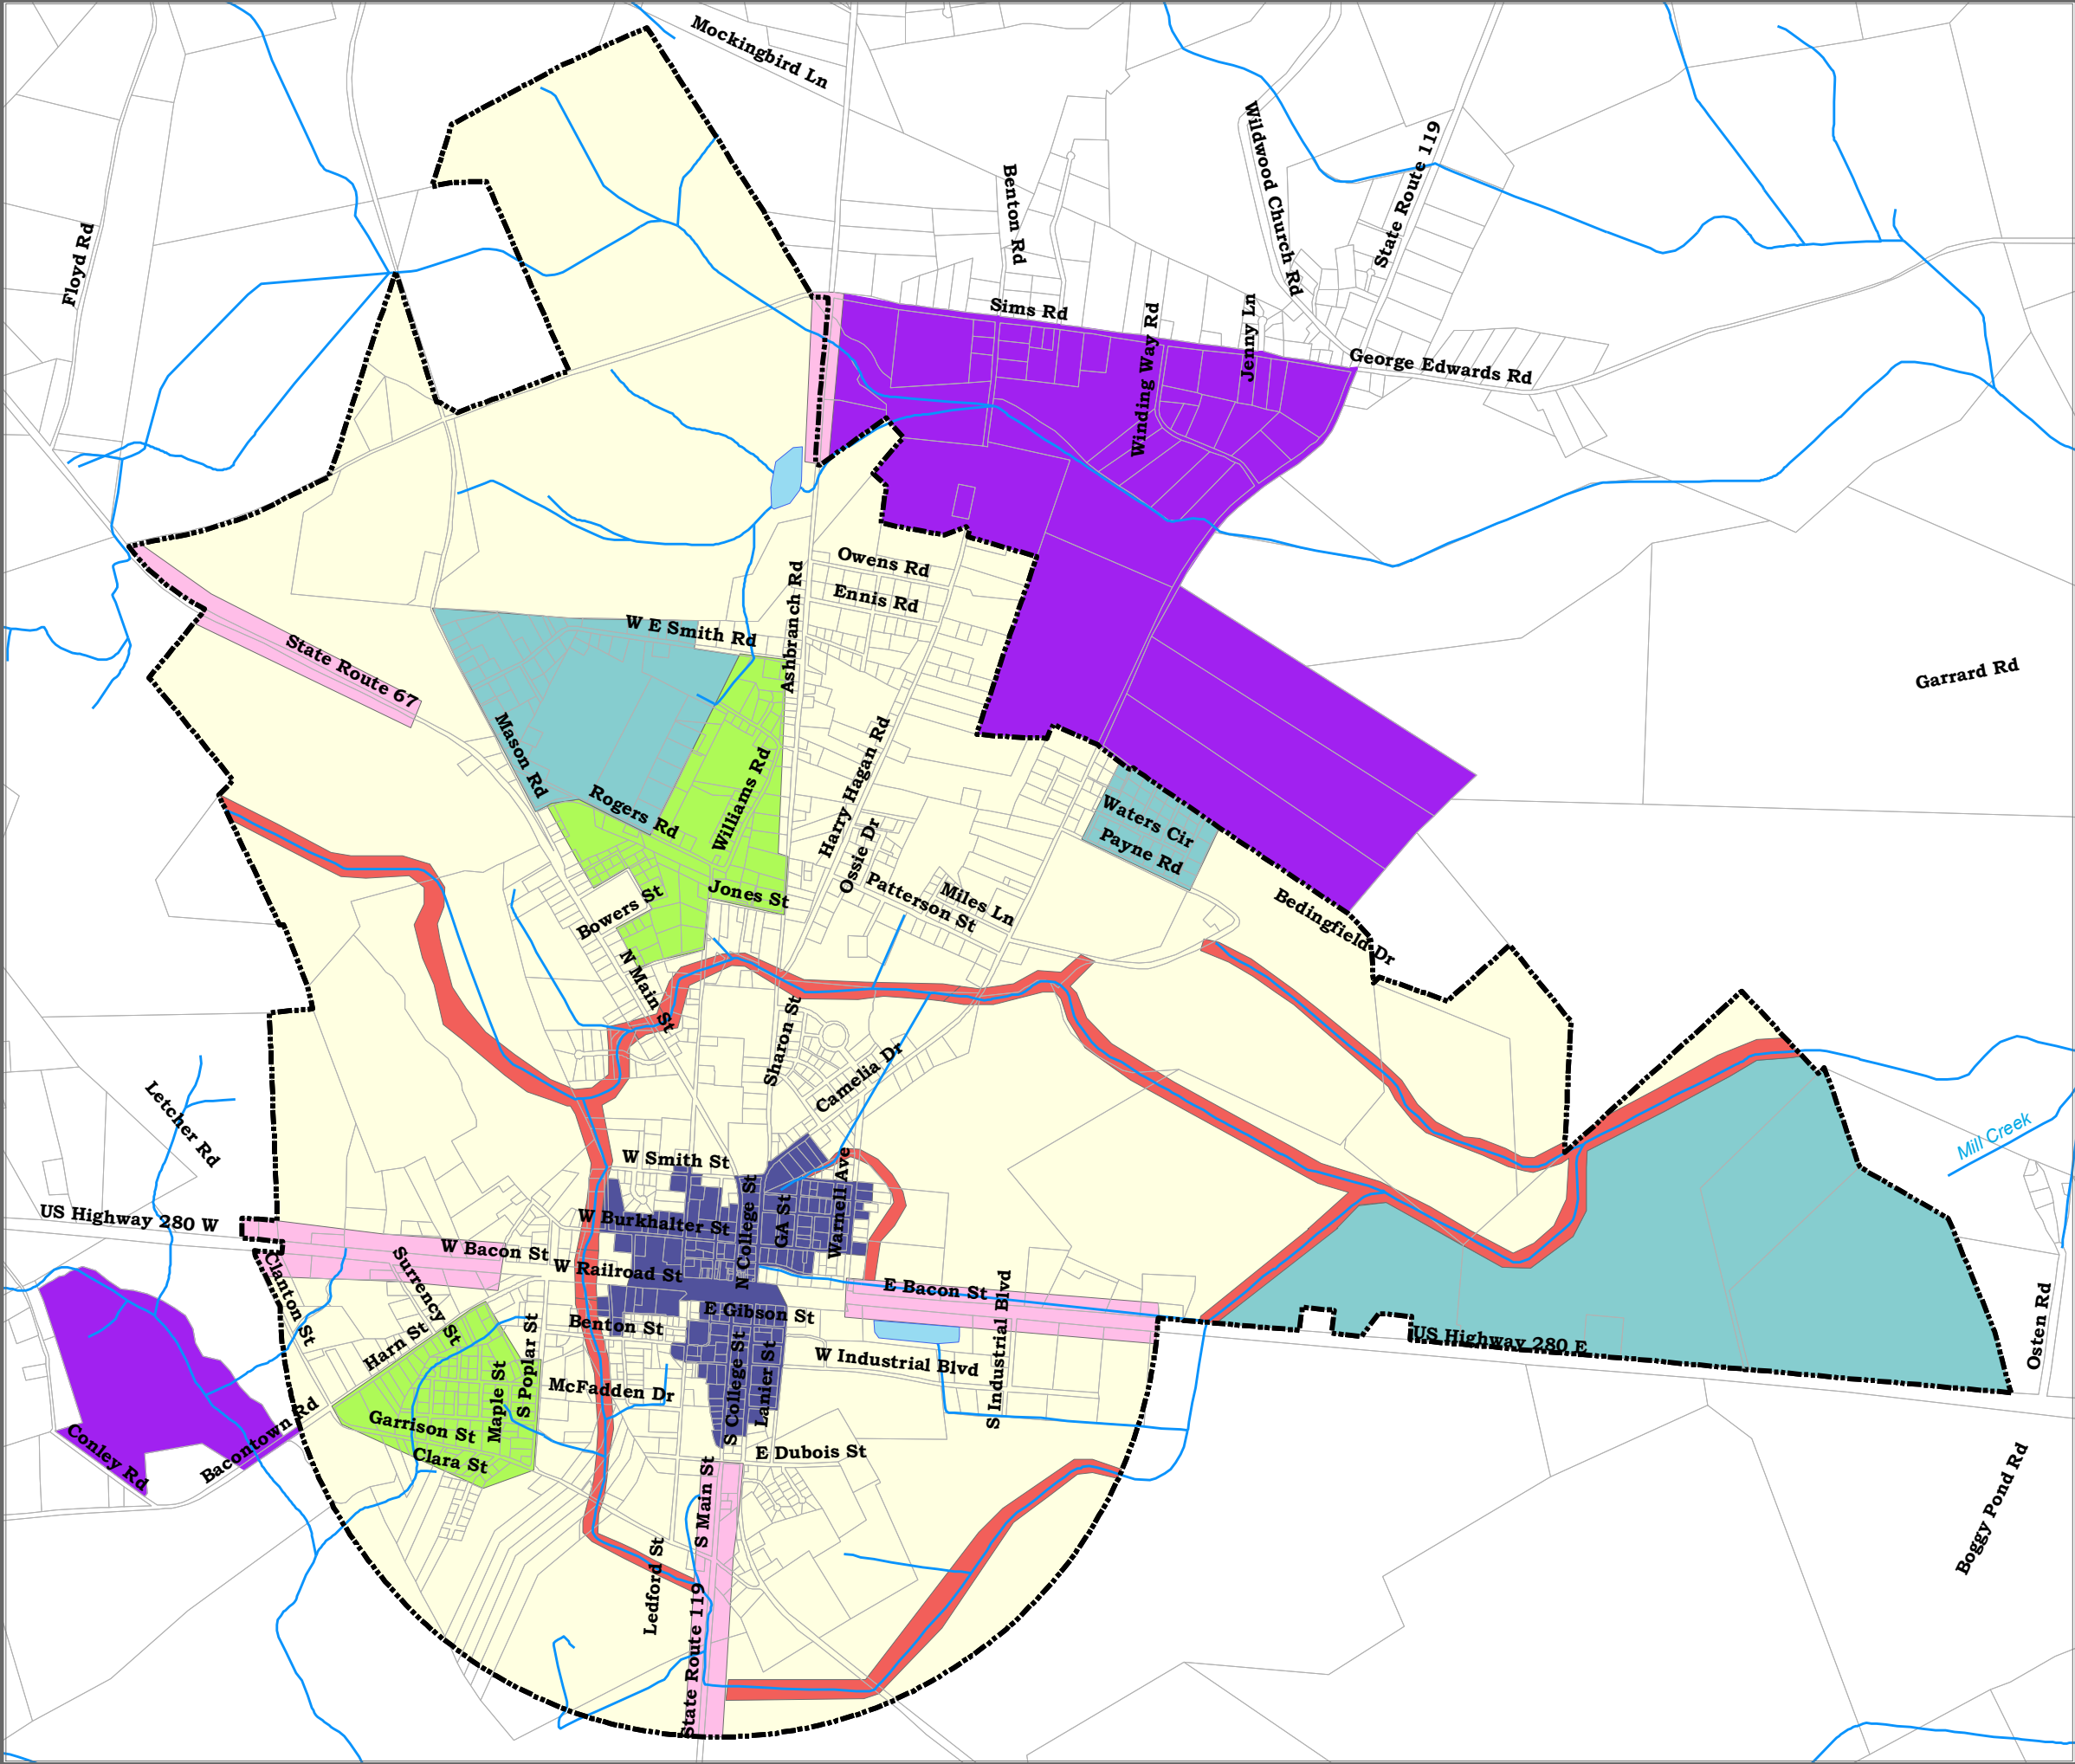 Mockingbird Ln
Wildwood Church Rd
State Route 119
Benton Rd
Floyd Rd
Sims Rd
Winding Way Rd
Jenny Ln
George Edwards Rd
Owens Rd
Ennis Rd
Ashbranch Rd
W E Smith Rd
State Route 67
Garrard Rd
Mason Rd
Rogers Rd
Williams Rd
Harry Hagan Rd
Ossie Dr
Waters Cir
Payne Rd
Jones St
Bowers St
Patterson St
Miles Ln
Bedingfield Dr
N Main St
Sharon St
Camelia Dr
Letcher Rd
Mill Creek
W Smith St
US Highway 280 W
W Burkhalter St
N College St
GA St
Warnell Ave
W Bacon St
Surrency St
Clanton St
W Railroad St
E Bacon St
E Gibson St
Benton St
S Industrial Blvd
US Highway 280 E
Osten Rd
Harn St
S Poplar St
Maple St
W Industrial Blvd
McFadden Dr
S College St
Lanier St
Garrison St
Clara St
Bacontown Rd
Conley Rd
E Dubois St
S Main St
Boggy Pond Rd
Ledford St
State Route 119